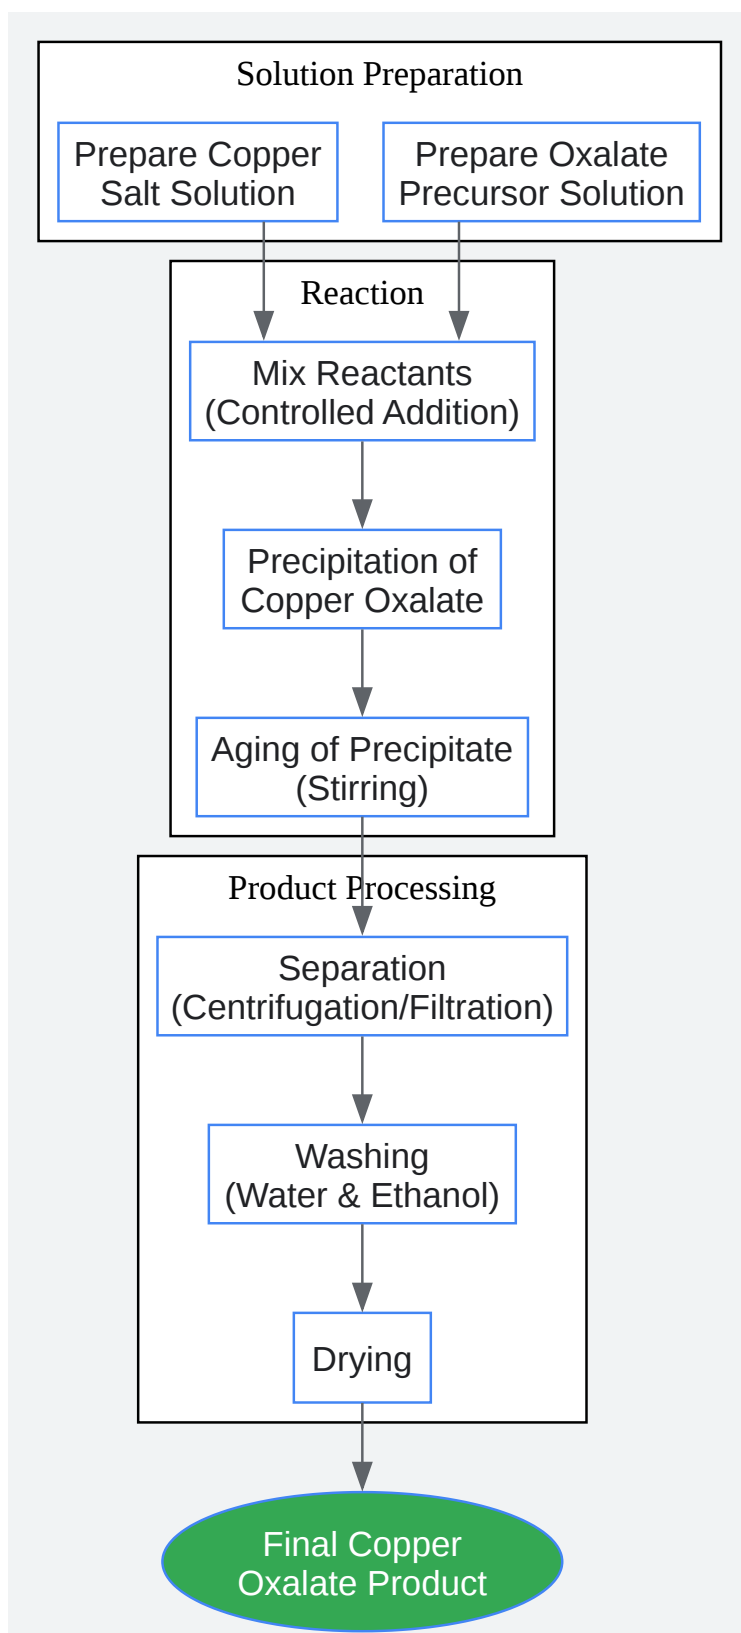 Solution Preparation
Prepare Copper
Salt Solution
Prepare Oxalate
Precursor Solution
Reaction
Mix Reactants
(Controlled Addition)
Precipitation of
Copper Oxalate
Aging of Precipitate
(Stirring)
Product Processing
Separation
(Centrifugation/Filtration)
Washing
(Water & Ethanol)
Drying
Final Copper
Oxalate Product